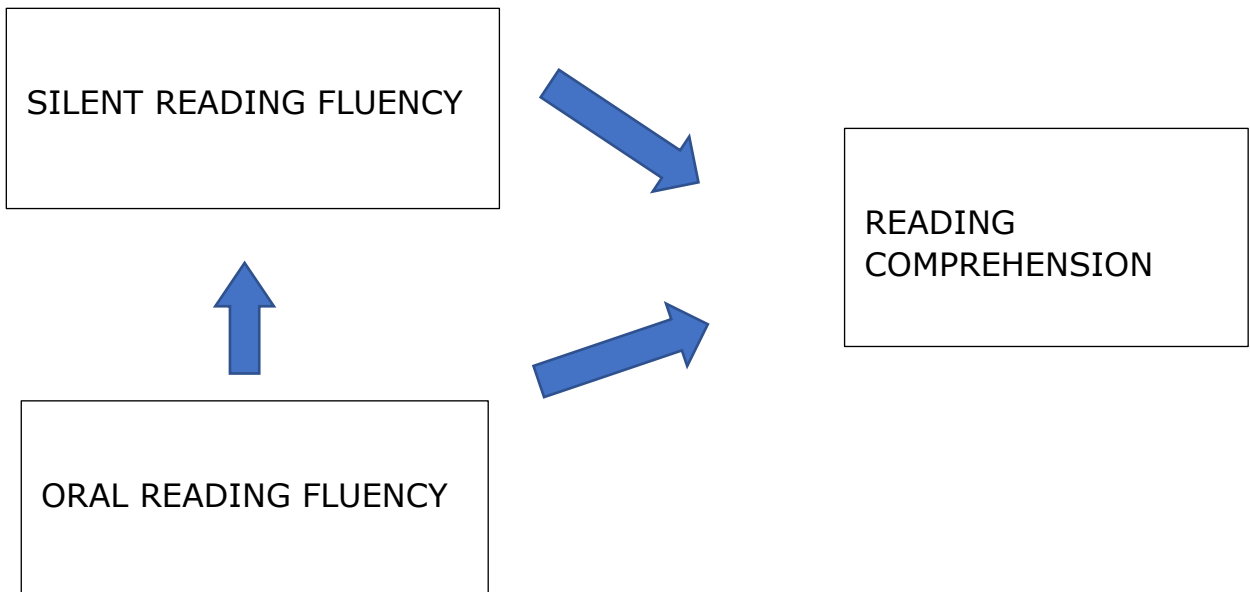 SILENT READING FLUENCY
READING
COMPREHENSION
ORAL READING FLUENCY